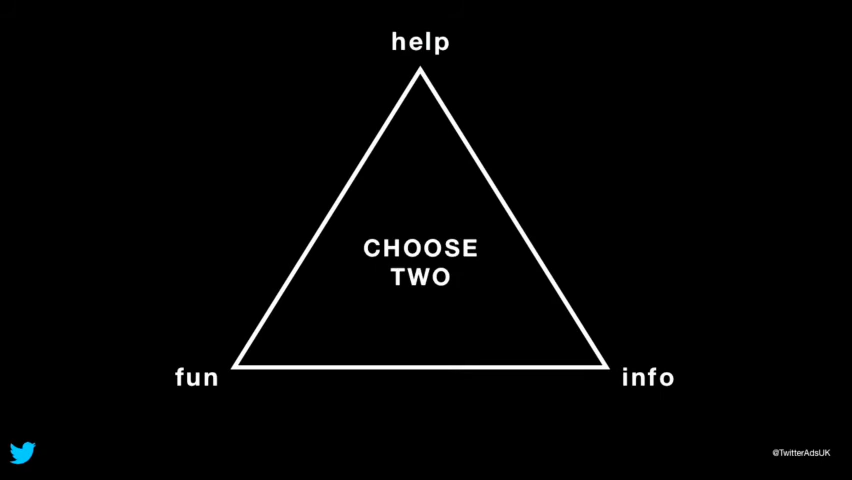 help
CHOOSE
TWO
fun
info
@TwitterAdsUK